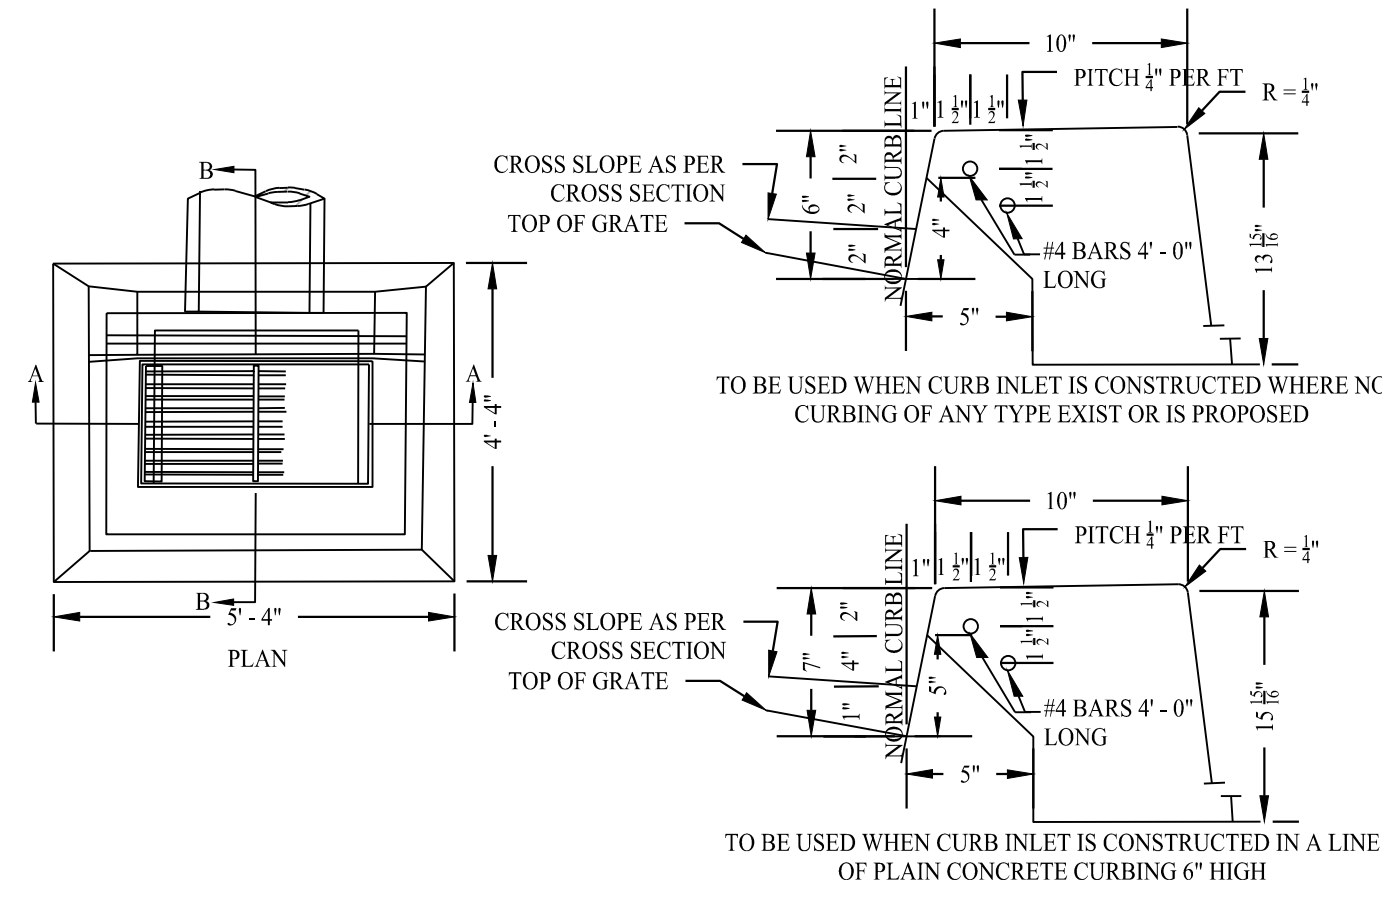 B
A
A
4' - 4"
B
5' - 4"
PLAN
10"
PITCH 1/4" PER FT
R = 1/4"
1" 1 1/2" 1 1/2"
NORMAL CURB LINE
CROSS SLOPE AS PER
CROSS SECTION
TOP OF GRATE
6"
2"
2"
2"
4"
1 1/2"
1 1/2"
#4 BARS 4' - 0"
LONG
13 15/16"
5"
TO BE USED WHEN CURB INLET IS CONSTRUCTED WHERE NO
CURBING OF ANY TYPE EXIST OR IS PROPOSED
10"
PITCH 1/4" PER FT
R = 1/4"
1" 1 1/2" 1 1/2"
NORMAL CURB LINE
CROSS SLOPE AS PER
CROSS SECTION
TOP OF GRATE
7"
2"
4"
1"
5"
1 1/2"
1 1/2"
#4 BARS 4' - 0"
LONG
15 15/16"
5"
TO BE USED WHEN CURB INLET IS CONSTRUCTED IN A LINE
OF PLAIN CONCRETE CURBING 6" HIGH